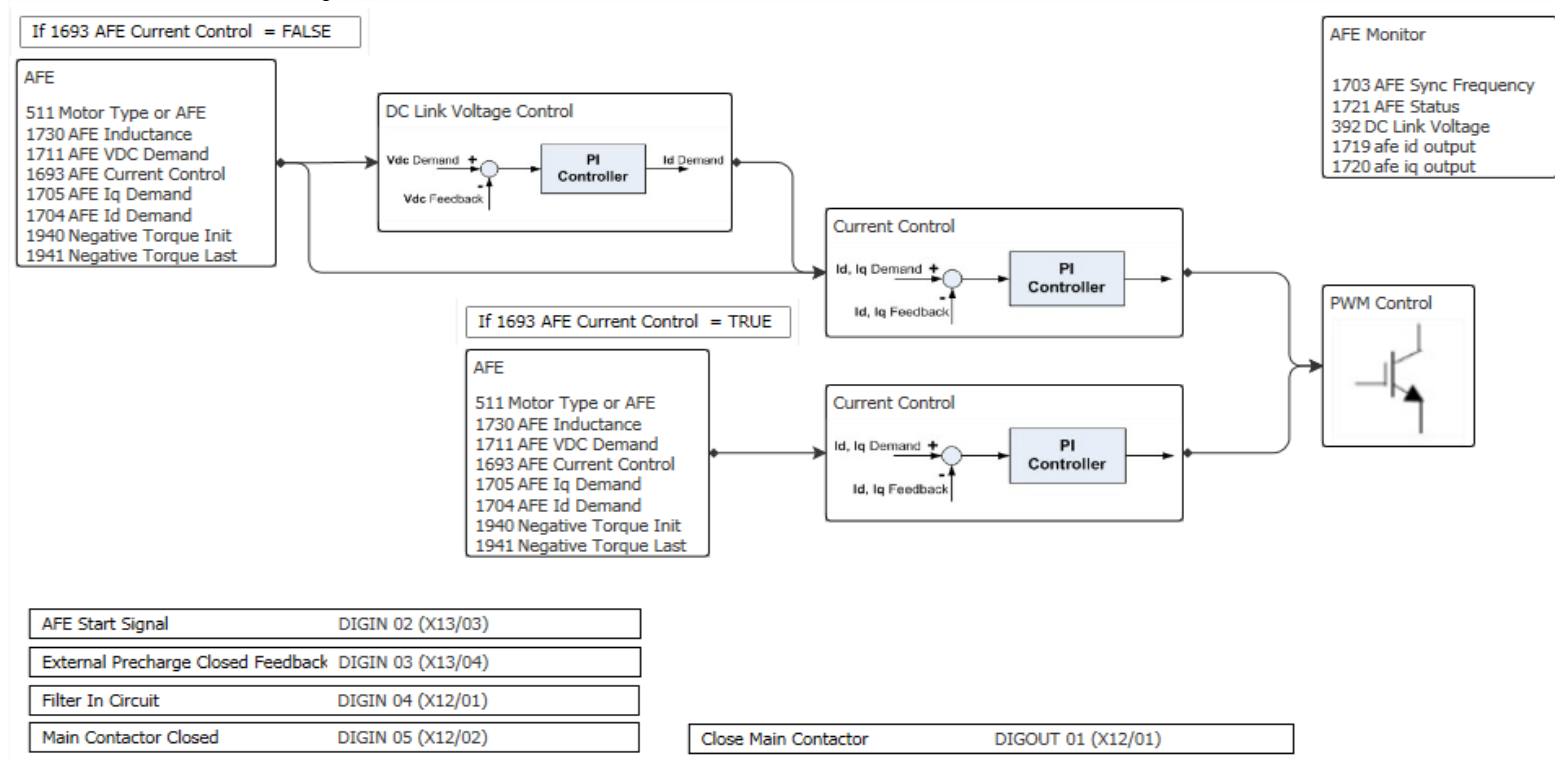 If 1693 AFE Current Control = FALSE
AFE
511 Motor Type or AFE
1730 AFE Inductance
1711 AFE VDC Demand
1693 AFE Current Control
1705 AFE Iq Demand
1704 AFE Id Demand
1940 Negative Torque Init
1941 Negative Torque Last
DC Link Voltage Control
Vdc Demand +
-
Vdc Feedback
PI
Controller
Id Demand
Current Control
Id, Iq Demand +
-
Id, Iq Feedback
PI
Controller
AFE Monitor
1703 AFE Sync Frequency
1721 AFE Status
392 DC Link Voltage
1719 afe id output
1720 afe iq output
If 1693 AFE Current Control = TRUE
AFE
511 Motor Type or AFE
1730 AFE Inductance
1711 AFE VDC Demand
1693 AFE Current Control
1705 AFE Iq Demand
1704 AFE Id Demand
1940 Negative Torque Init
1941 Negative Torque Last
Current Control
Id, Iq Demand +
-
Id, Iq Feedback
PI
Controller
PWM Control
AFE Start Signal DIGIN 02 (X13/03)
External Precharge Closed Feedback DIGIN 03 (X13/04)
Filter In Circuit DIGIN 04 (X12/01)
Main Contactor Closed DIGIN 05 (X12/02)
Close Main Contactor DIGOUT 01 (X12/01)